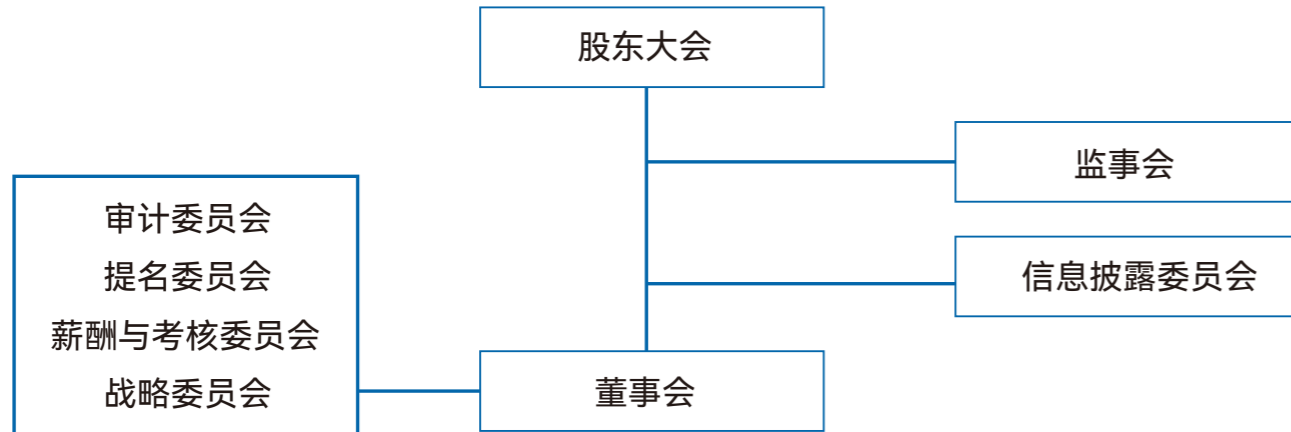 股东大会
监事会
审计委员会
提名委员会
薪酬与考核委员会
战略委员会
信息披露委员会
董事会